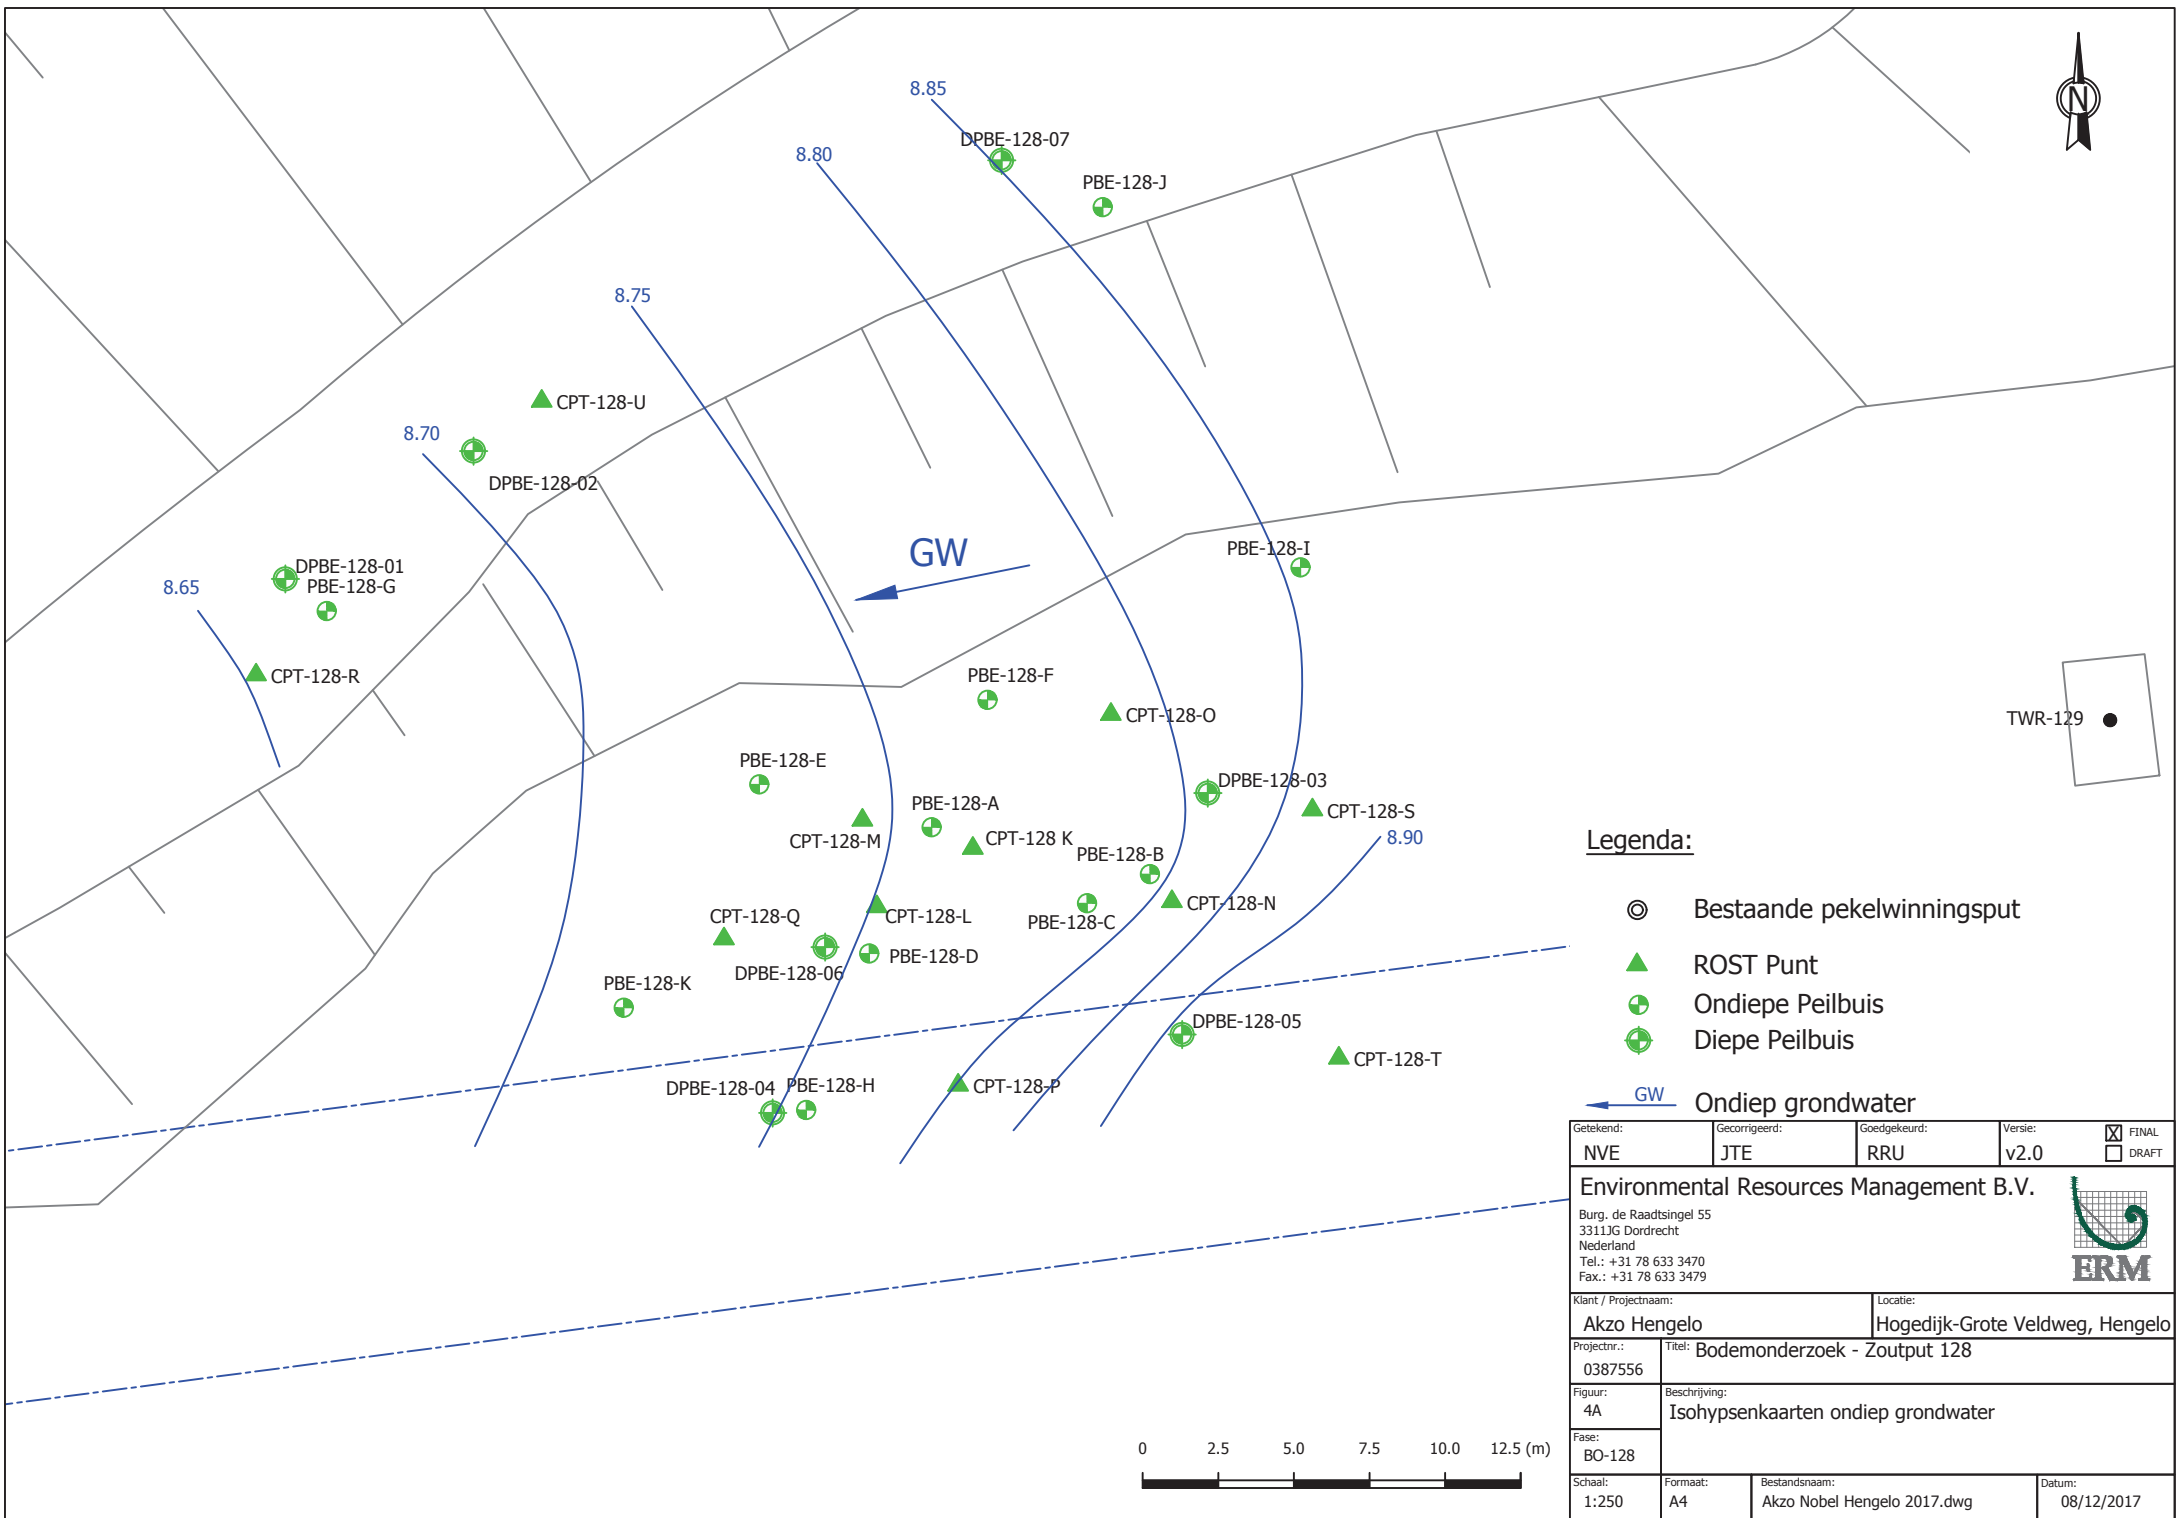 8.85
DPBE-128-07
N
8.80
PBE-128-J
8.75
CPT-128-U
8.70
DPBE-128-02
GW
PBE-128-I
DPBE-128-01
PBE-128-G
8.65
CPT-128-R
PBE-128-F
CPT-128-O
TWR-129
PBE-128-E
DPBE-128-03
PBE-128-A
CPT-128-S
CPT-128-M
CPT-128 K
8.90
PBE-128-B
CPT-128-Q
CPT-128-L
PBE-128-C
CPT-128-N
DPBE-128-06
PBE-128-D
PBE-128-K
DPBE-128-05
CPT-128-T
DPBE-128-04
PBE-128-H
CPT-128-P
Legenda:
Bestaande pekelwinningsput
ROST Punt
Ondiepe Peilbuis
Diepe Peilbuis
GW Ondiep grondwater
0 2.5 5.0 7.5 10.0 12.5 (m)
Getekend: Gecorrigeerd: Goedgekeurd: Versie: X FINAL
NVE JTE RRU v2.0 DRAFT
Environmental Resources Management B.V.
Burg. de Raadtsingel 55
3311JG Dordrecht
Nederland
Tel.: +31 78 633 3470
Fax.: +31 78 633 3479
ERM
Klant / Projectnaam: Locatie:
Akzo Hengelo Hogedijk-Grote Veldweg, Hengelo
Projectnr.: Titel: Bodemonderzoek - Zoutput 128
0387556
Figuur: Beschrijving:
4A Isohypsenkaarten ondiep grondwater
Fase:
BO-128
Schaal: Formaat: Bestandsnaam: Datum:
1:250 A4 Akzo Nobel Hengelo 2017.dwg 08/12/2017